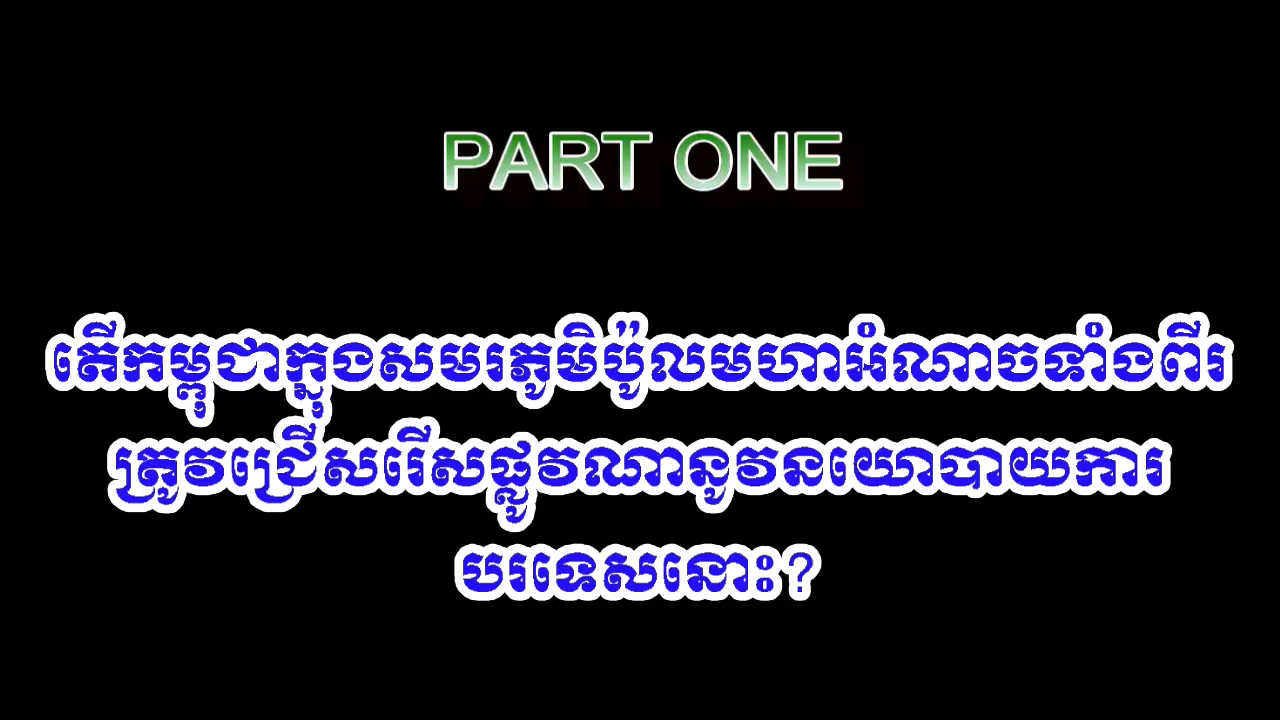 PART ONE
តើកម្ពុជាក្នុងសមរភូមិប៉ូលមហាអំណាចទាំងពីរ
ត្រូវជ្រើសរើសផ្លូវណានូវនយោបាយការ
បរទេសនោះ?